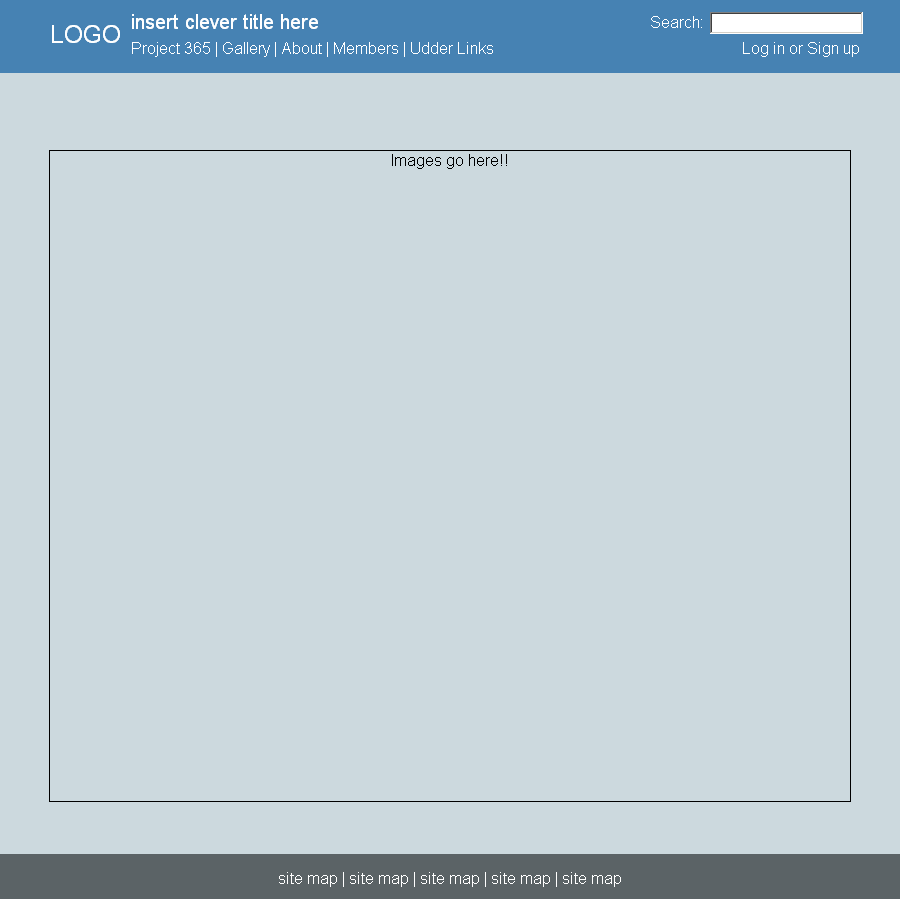 LOGO
insert clever title here
Project 365 | Gallery | About | Members | Udder Links
Search:
Log in or Sign up
Images go here!!
site map | site map | site map | site map | site map